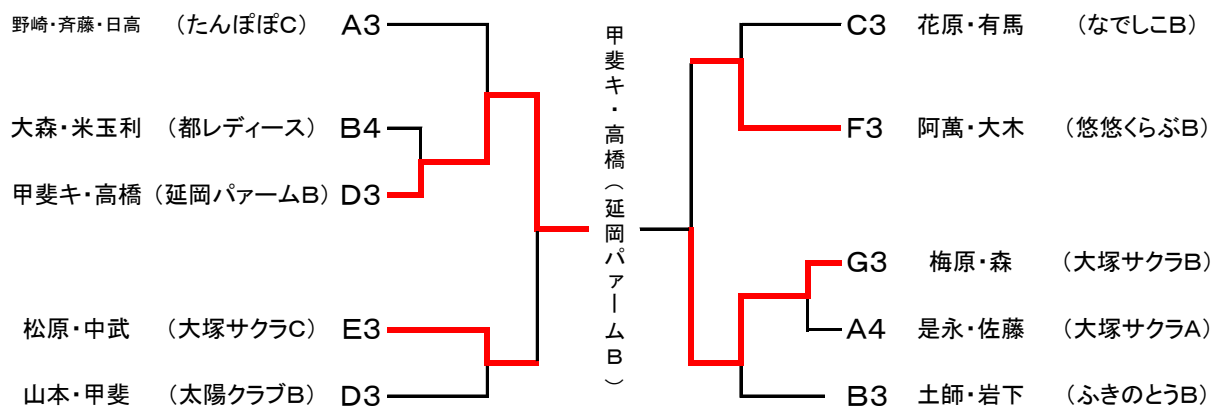 野崎・斉藤・日高 (たんぽぽC) A3
大森・米玉利 (都レディース) B4
甲斐キ・高橋 (延岡パァームB) D3
松原・中武 (大塚サクラC) E3
山本・甲斐 (太陽クラブB) D3
甲斐キ・高橋(延岡パァームB)
C3 花原・有馬 (なでしこB)
F3 阿萬・大木 (悠悠くらぶB)
G3 梅原・森 (大塚サクラB)
A4 是永・佐藤 (大塚サクラA)
B3 土師・岩下 (ふきのとうB)